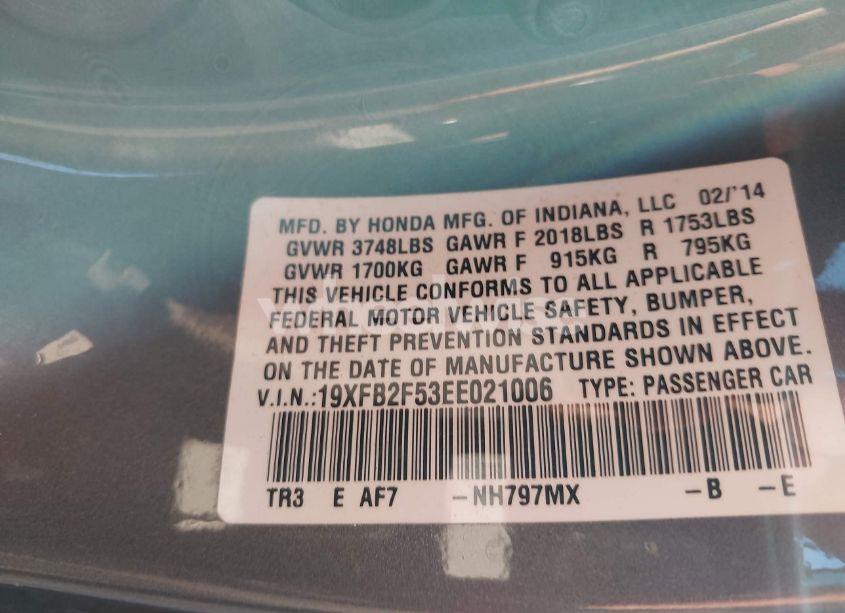 MFD. BY HONDA MFG. OF INDIANA, LLC 02/'14
GVWR 3748LBS GAWR F 2018LBS R 1753LBS
GVWR 1700KG GAWR F 915KG R 795KG
THIS VEHICLE CONFORMS TO ALL APPLICABLE
FEDERAL MOTOR VEHICLE SAFETY, BUMPER,
AND THEFT PREVENTION STANDARDS IN EFFECT
ON THE DATE OF MANUFACTURE SHOWN ABOVE.
V.I.N.:19XFB2F53EE021006 TYPE: PASSENGER CAR
TR3 E AF7 -NH797MX -B -E